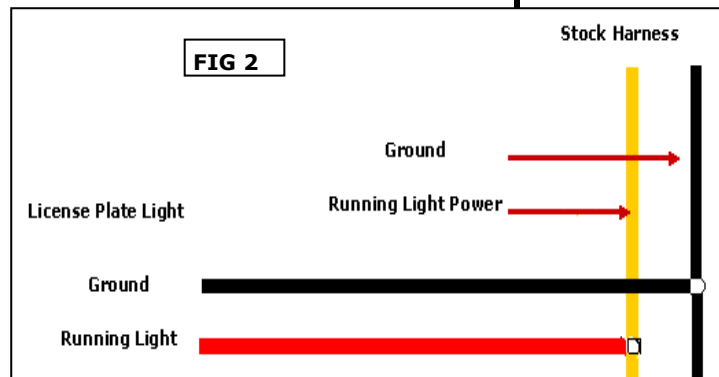 Stock Harness
FIG 2
Ground
Running Light Power
License Plate Light
Ground
Running Light